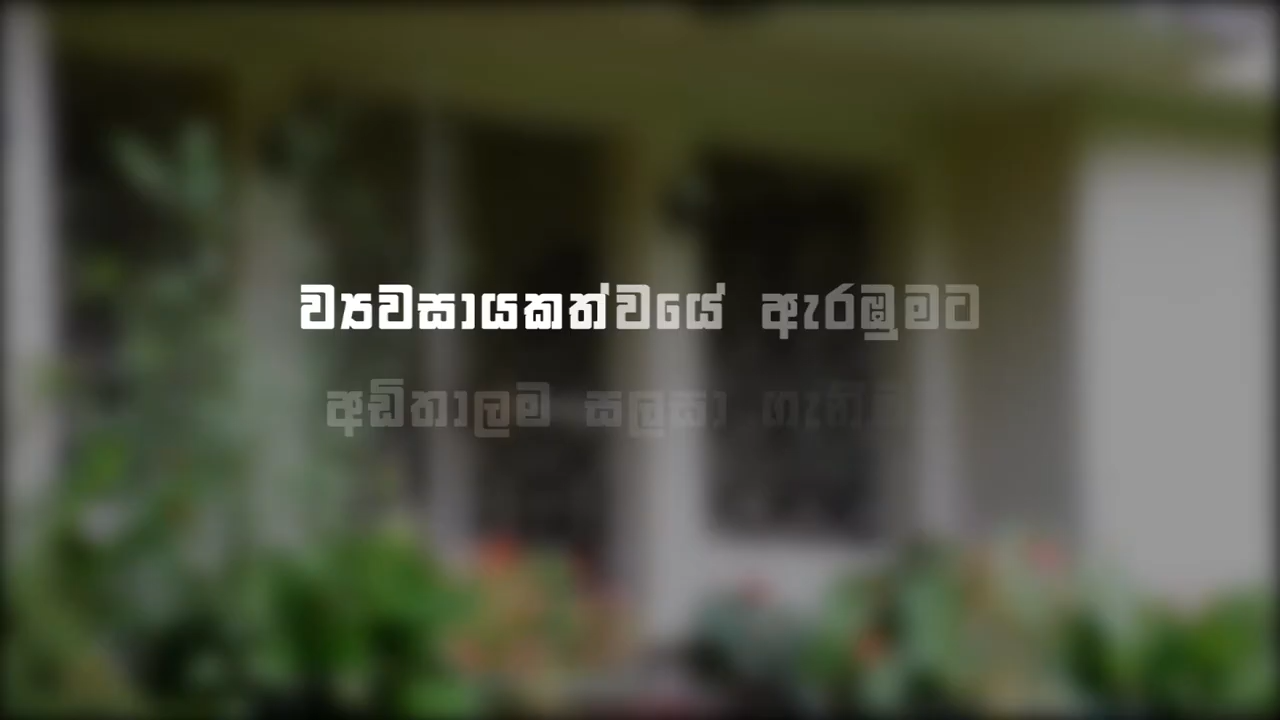 ව්‍යවසායකත්වයේ ඇරඹුමට
අඩිතාලම සලසා ගැනීම